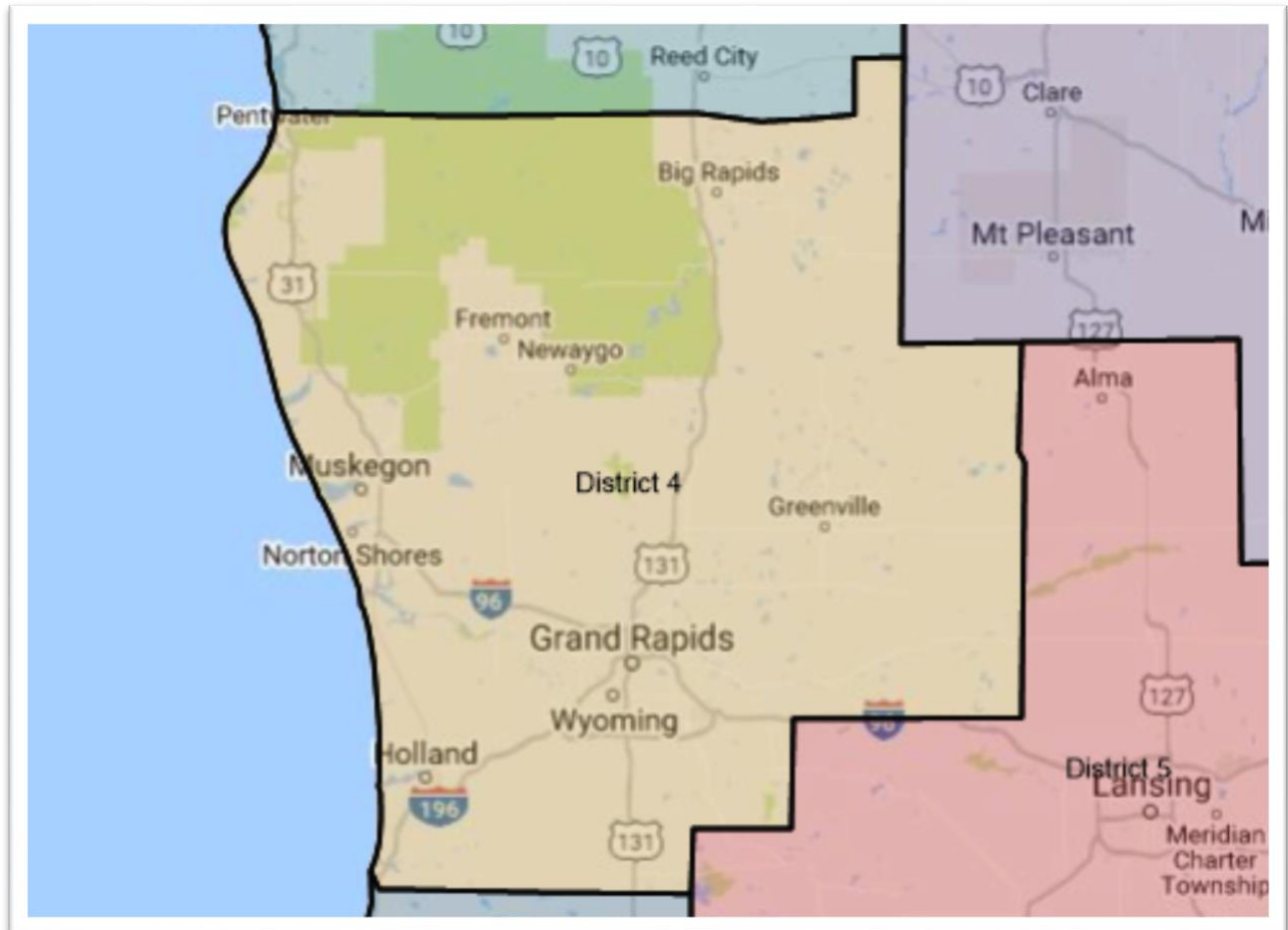 10
10
Reed City
10
Clare
Pentwater
Big Rapids
Mt Pleasant
31
Fremont
127
Newaygo
Alma
Muskegon
District 4
Greenville
Norton Shores
131
96
Grand Rapids
127
Wyoming
Holland
District 5
Lansing
196
131
Meridian
Charter
Township